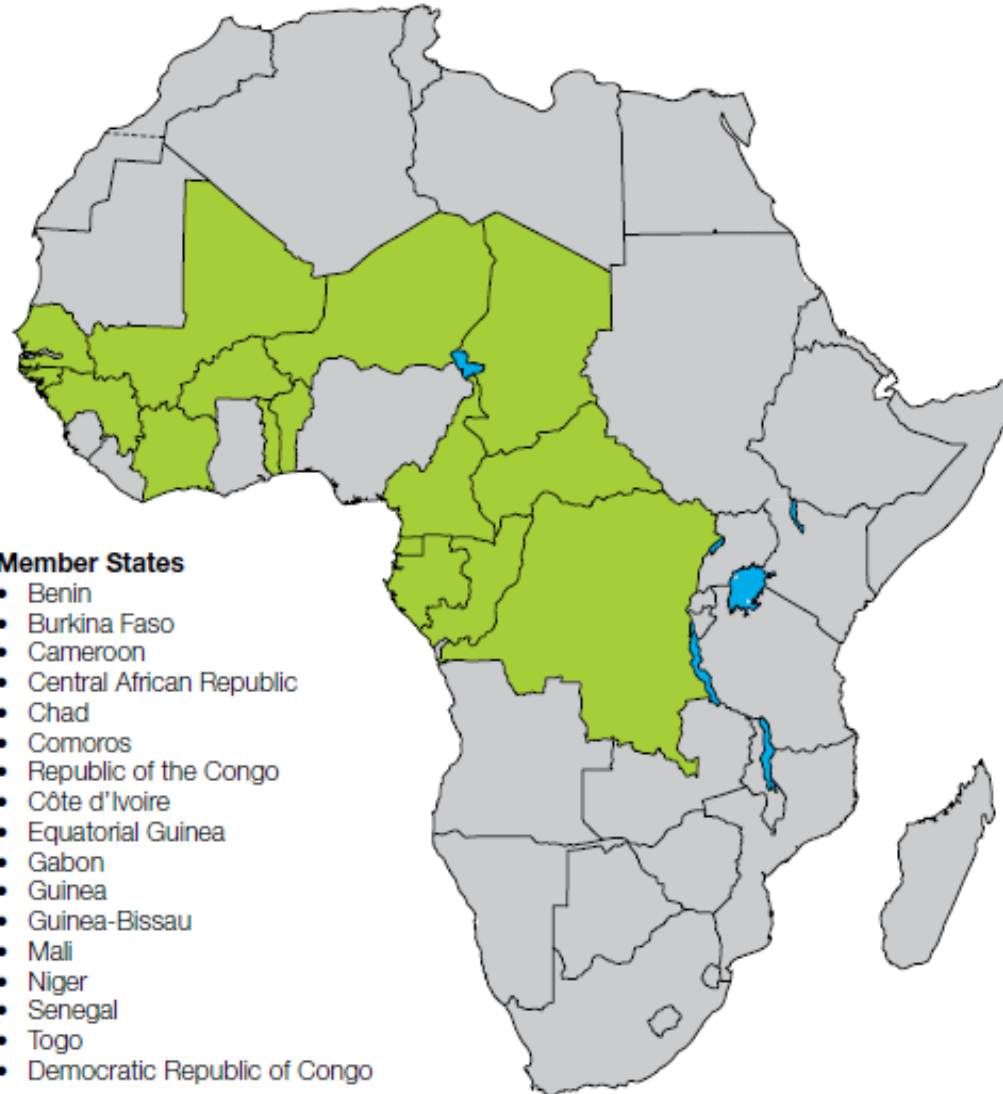 Member States
• Benin
• Burkina Faso
• Cameroon
• Central African Republic
• Chad
• Comoros
• Republic of the Congo
• Côte d’Ivoire
• Equatorial Guinea
• Gabon
• Guinea
• Guinea-Bissau
• Mali
• Niger
• Senegal
• Togo
• Democratic Republic of Congo